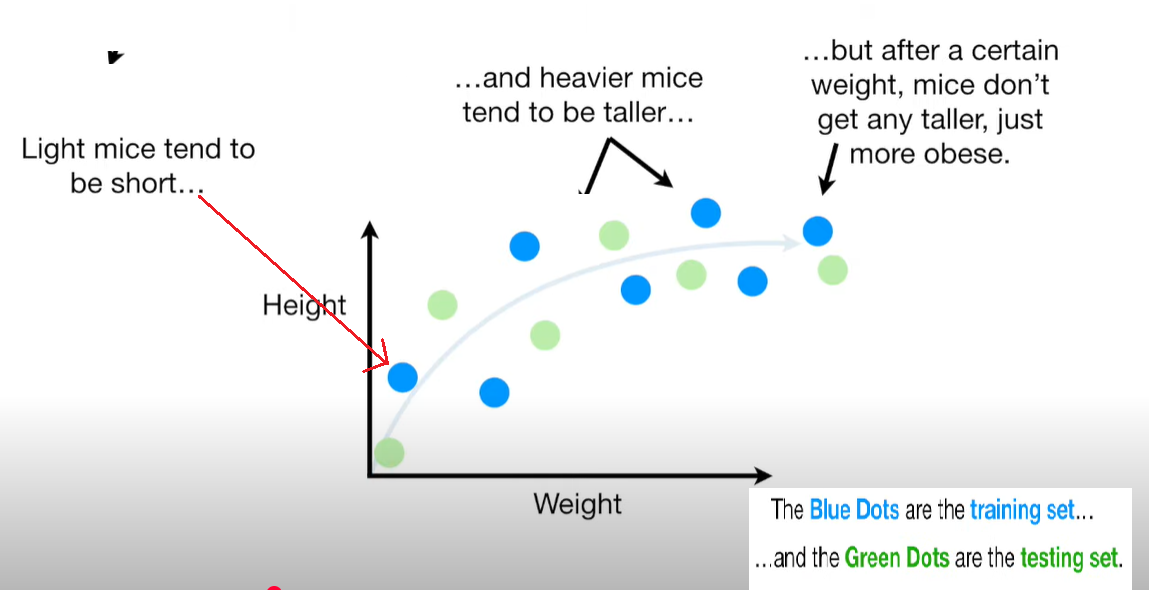 Light mice tend to
be short…
…and heavier mice
tend to be taller…
…but after a certain
weight, mice don’t
get any taller, just
more obese.
Height
Weight
The Blue Dots are the training set...
...and the Green Dots are the testing set.